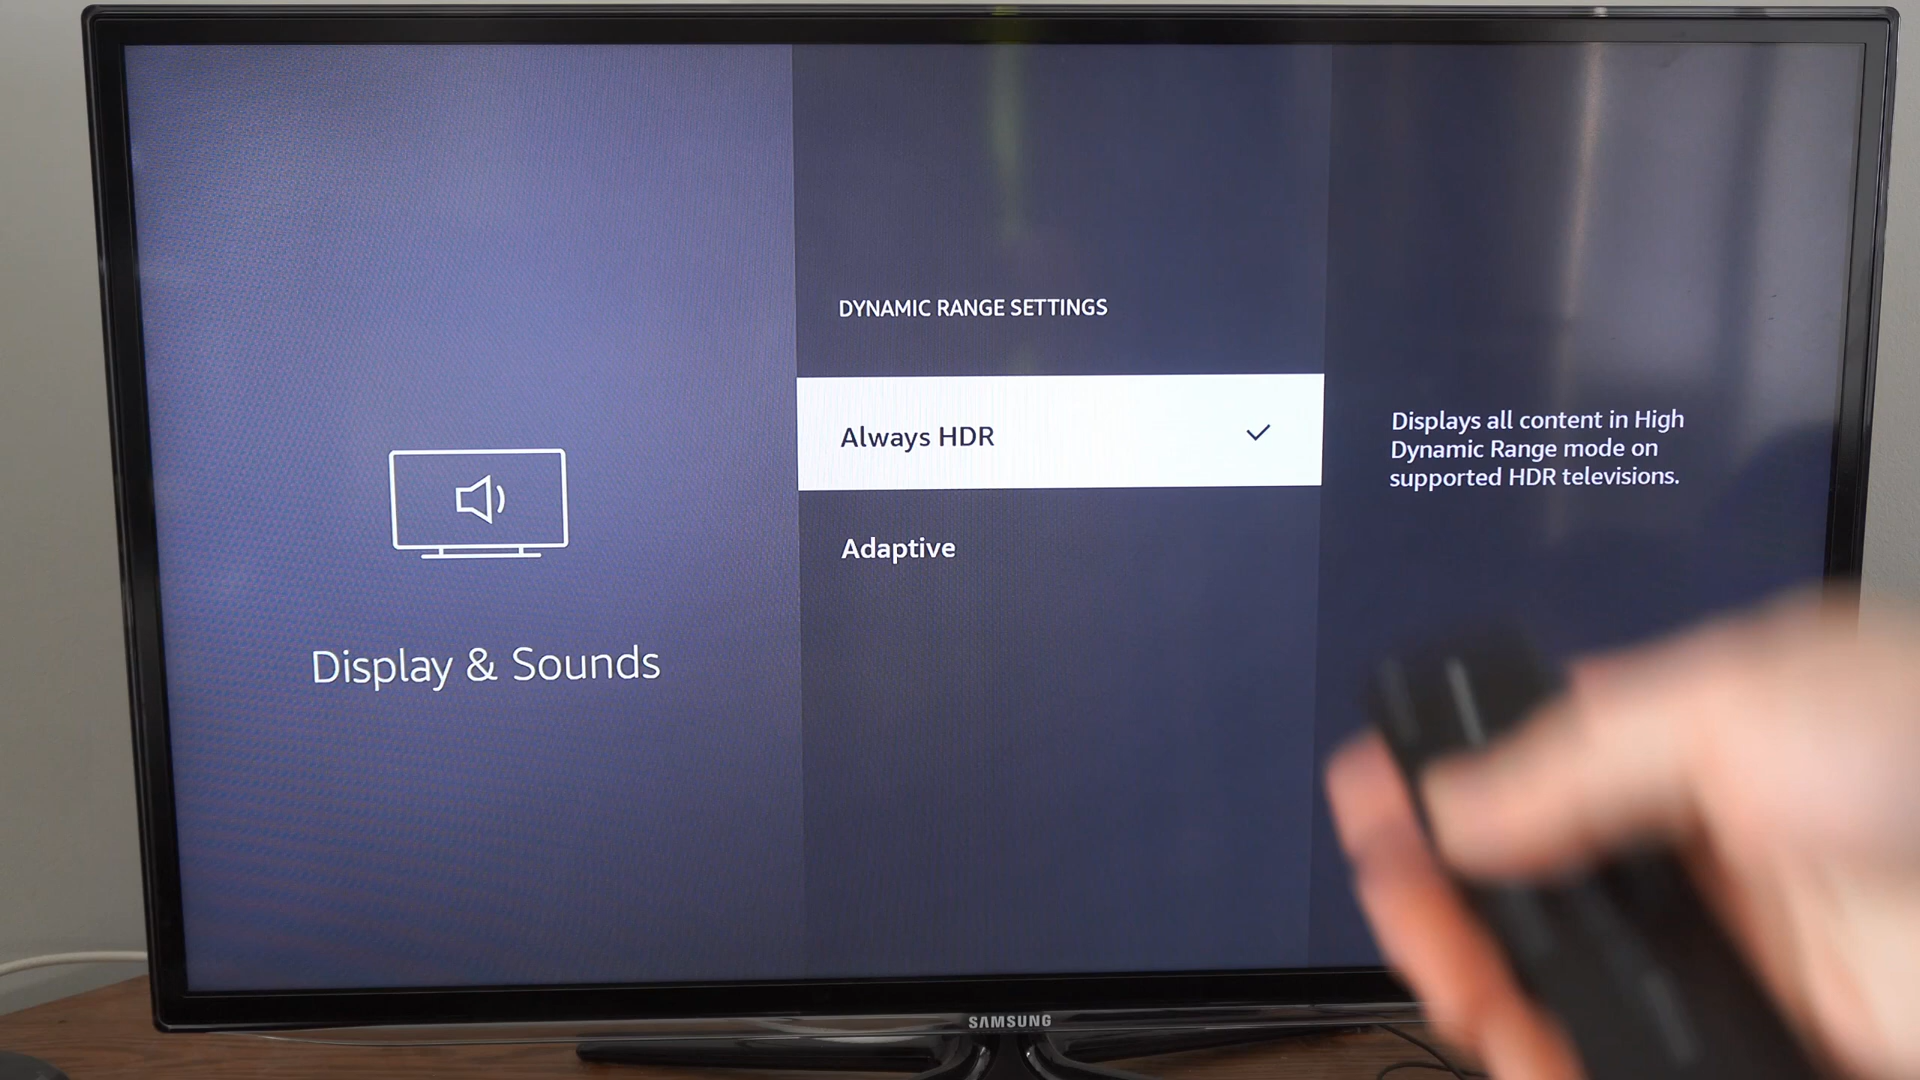 DYNAMIC RANGE SETTINGS
Always HDR
Adaptive
Displays all content in High
Dynamic Range mode on
supported HDR televisions.
Display & Sounds
SAMSUNG